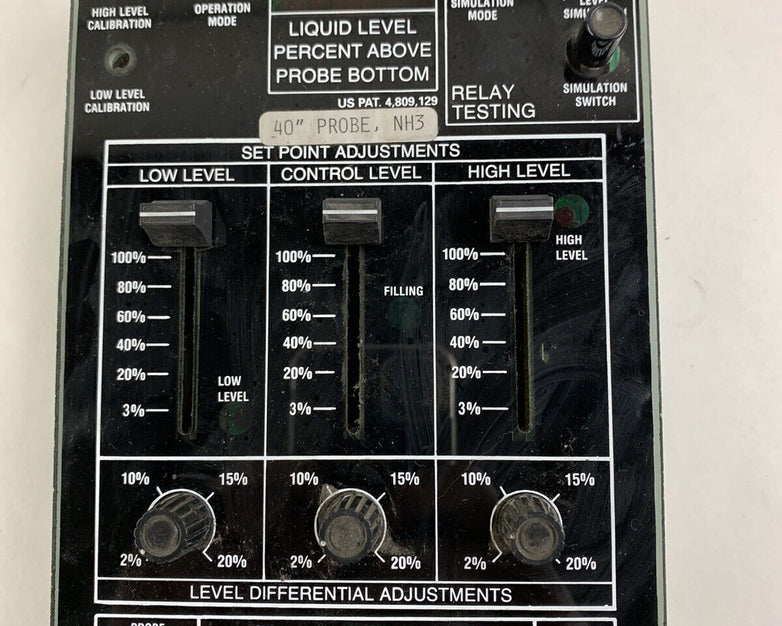 HIGH LEVEL
CALIBRATION
OPERATION
MODE
LIQUID LEVEL
PERCENT ABOVE
PROBE BOTTOM
SIMULATION
MODE
LEVEL
LOW LEVEL
CALIBRATION
US PAT. 4,809,129
RELAY
TESTING
SIMULATION
SWITCH
40" PROBE, NH3
SET POINT ADJUSTMENTS
LOW LEVEL
100%
80%
60%
40%
20%
3%
LOW
LEVEL
CONTROL LEVEL
100%
80%
60%
40%
20%
3%
FILLING
HIGH LEVEL
100%
80%
60%
40%
20%
3%
HIGH
LEVEL
10% 15%
2% 20%
10% 15%
2% 20%
10% 15%
2% 20%
LEVEL DIFFERENTIAL ADJUSTMENTS